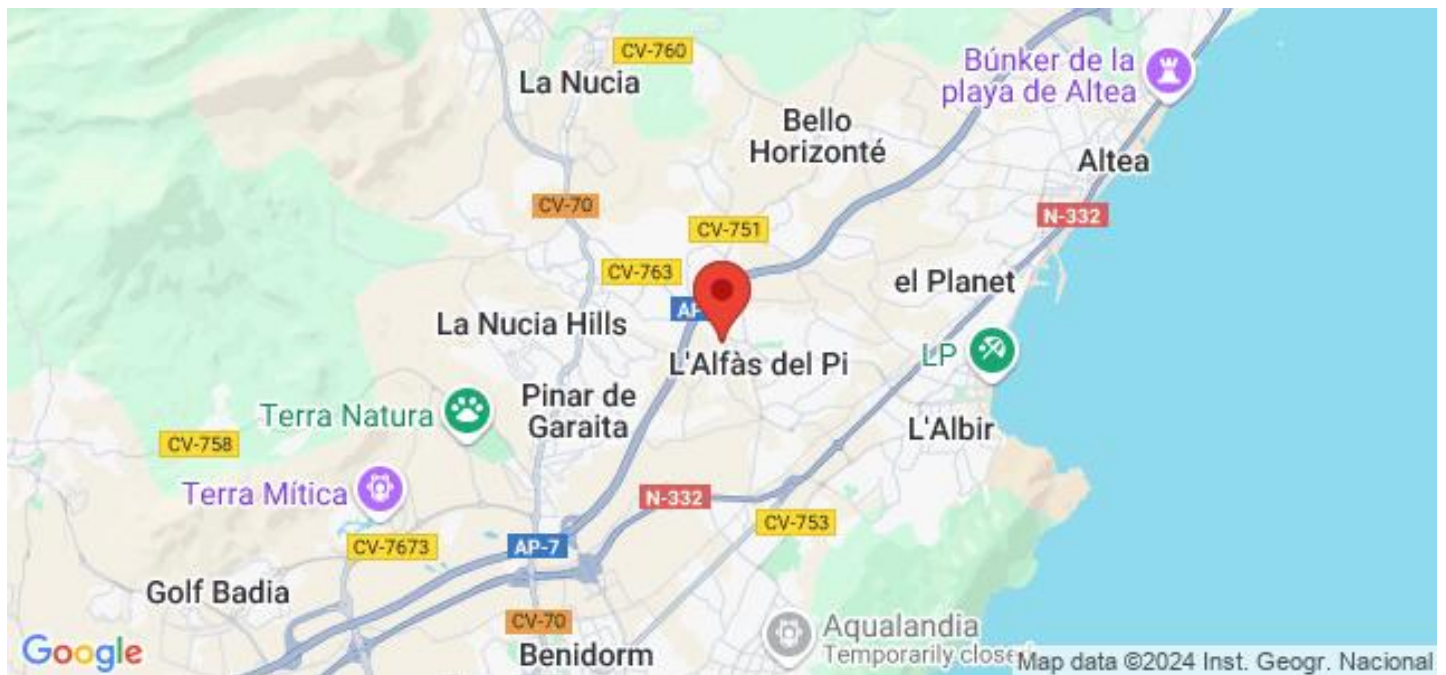 CV-760
La Nucia
Búnker de la
playa de Altea
Bello
Horizonté
Altea
CV-70
N-332
CV-751
CV-763
el Planet
La Nucia Hills
L'Alfàs del Pi
LP
Pinar de
Garaita
Terra Natura
L'Albir
CV-758
Terra Mítica
N-332
CV-753
CV-7673
AP-7
Golf Badia
CV-70
Aqualandia
Temporarily close
Benidorm
Google
Map data ©2024 Inst. Geogr. Nacional